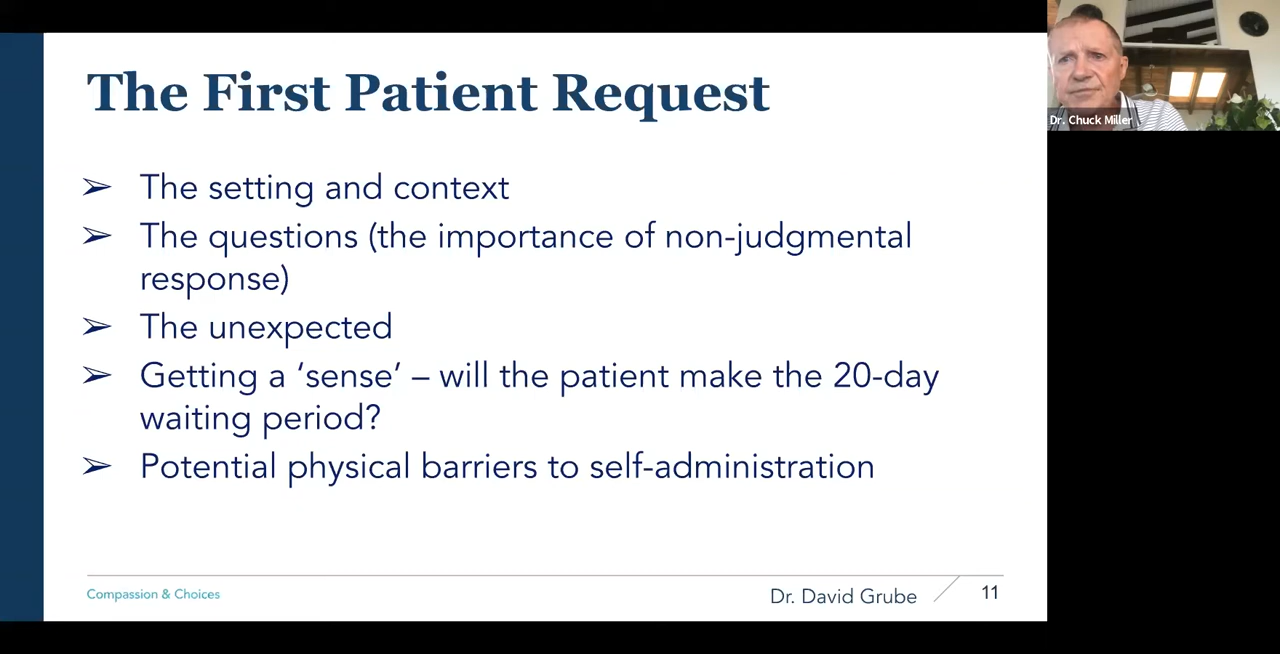 The First Patient Request
➢ The setting and context
➢ The questions (the importance of non-judgmental
response)
➢ The unexpected
➢ Getting a ‘sense’ – will the patient make the 20-day
waiting period?
➢ Potential physical barriers to self-administration
Compassion & Choices
Dr. David Grube
11
Dr. Chuck Miller